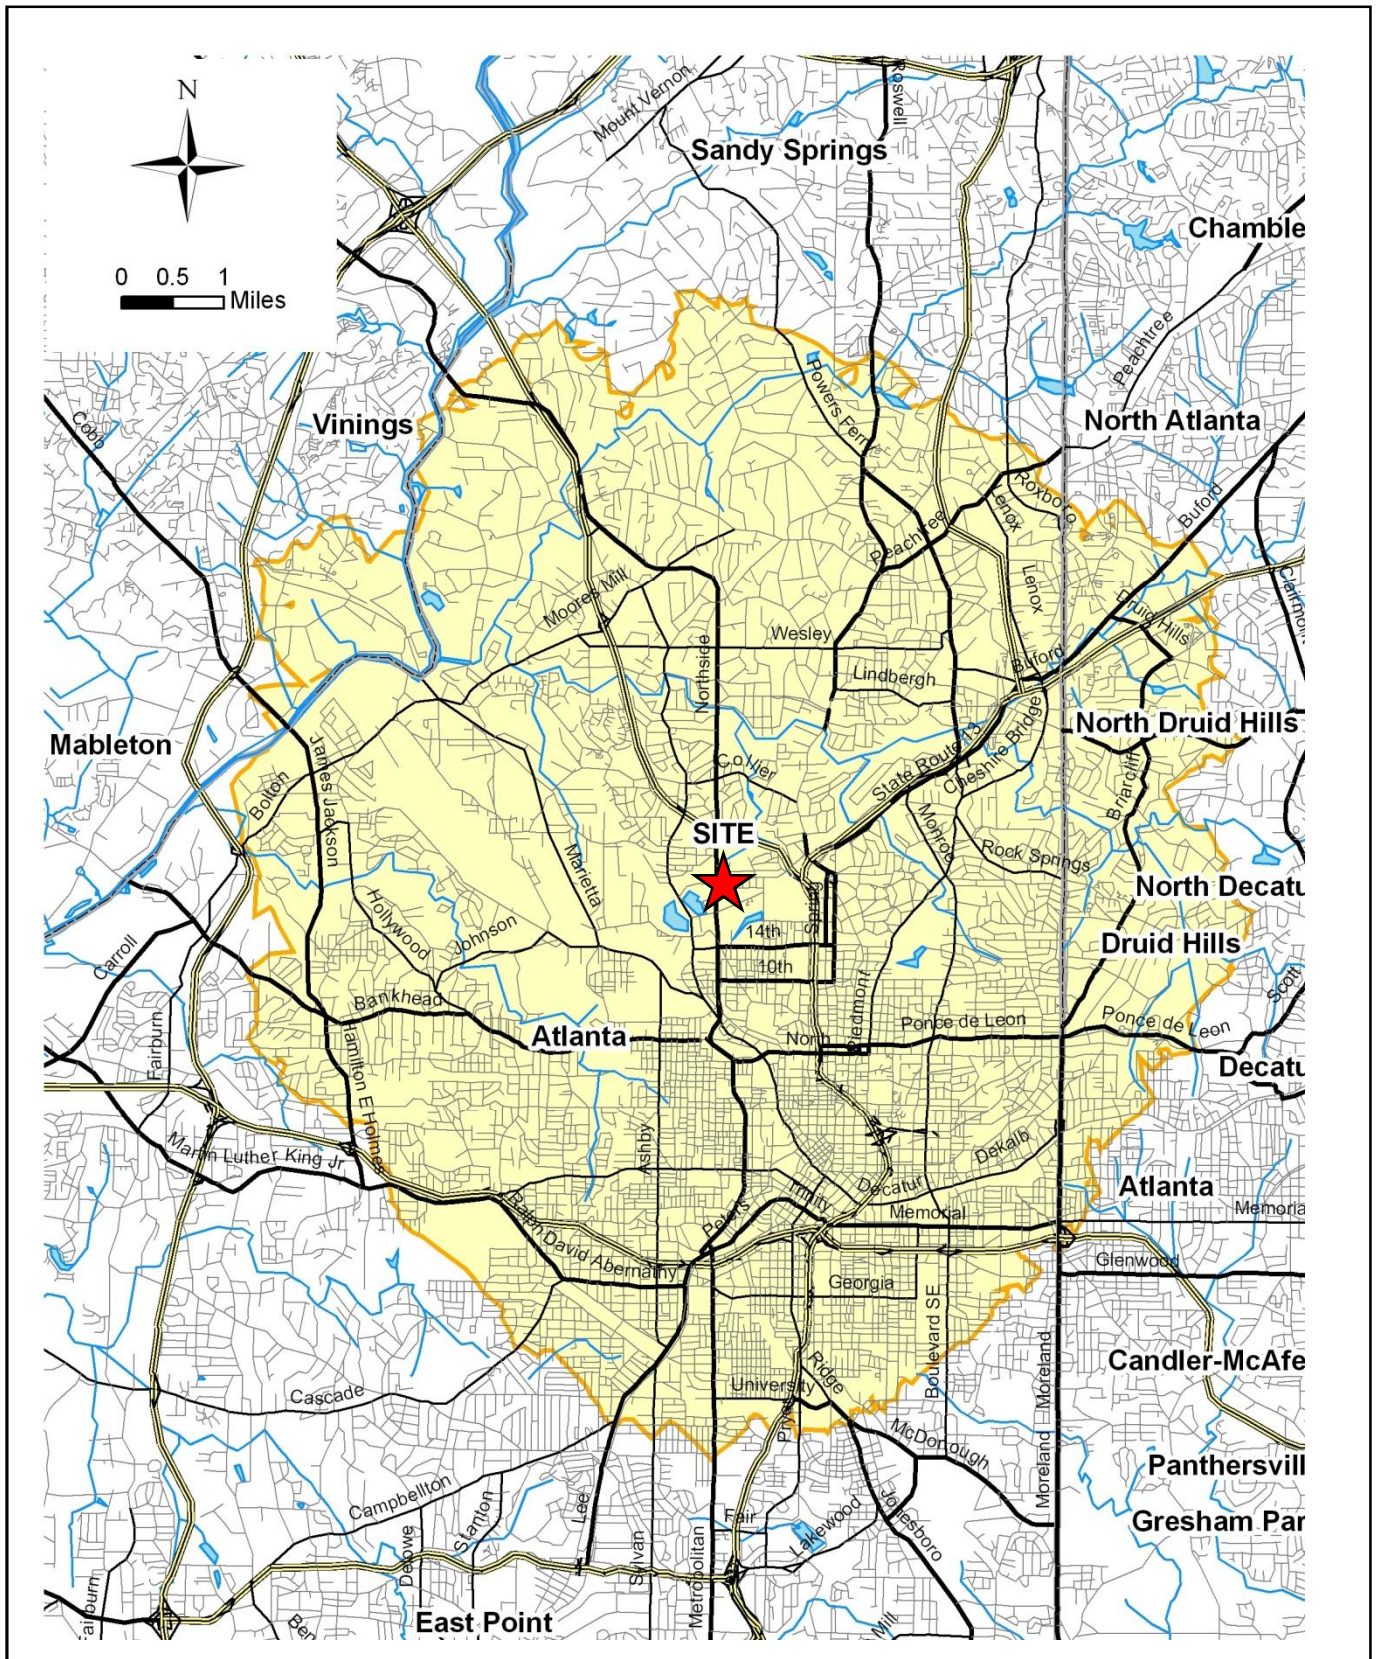 N
0 0.5 1
Miles
Mount Vernon
Roswell
Sandy Springs
Chamble
Peachtree
Cobb
Vinings
Powers Ferry
North Atlanta
Roxboro
Lenox
Buford
Peachtree
Clairmont
Moores Mill
Lenox
Druid Hills
Northside
Wesley
Buford
Lindbergh
North Druid Hills
Mableton
James Jackson
Collier
State Route 13
Cheshire Bridge
Bolton
Briarcliff
Monroe
SITE
Marietta
Rock Springs
Spring
North Decatu
Hollywood
Johnson
14th
Druid Hills
Carroll
10th
Scott
Bankhead
Piedmont
Ponce de Leon
Ponce de Leon
Atlanta
North
Fairburn
Hamilton E Holmes
Decatu
Ashby
Dekalb
Martin Luther King Jr
Trinity
Decatur
Atlanta
Memorial
Memoria
Peters
Ralph David Abernathy
Glenwood
Georgia
Boulevard SE
Moreland
Moreland
Candler-McAfe
Ridge
University
Cascade
Pryor
McDonough
Panthersvill
Campbellton
Stanton
Lee
Jonesboro
Fair
Lakewood
Gresham Par
Delowe
Sylvan
Metropolitan
Fairburn
Ben
East Point
Mill